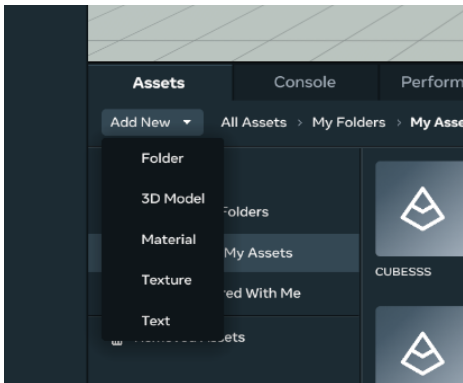 Assets Console Perform
Add New All Assets > My Folders > My Asse
Folder
3D Model
Folders
Material
My Assets
CUBESSS
Texture
red With Me
Text
Assets